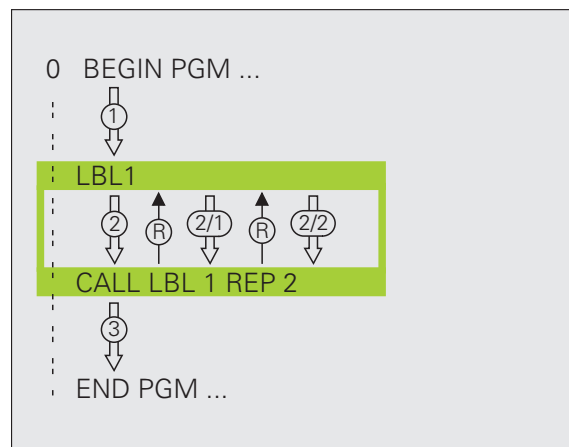 0 BEGIN PGM ...
1
LBL1
2 R 2/1 R 2/2
CALL LBL 1 REP 2
3
END PGM ...